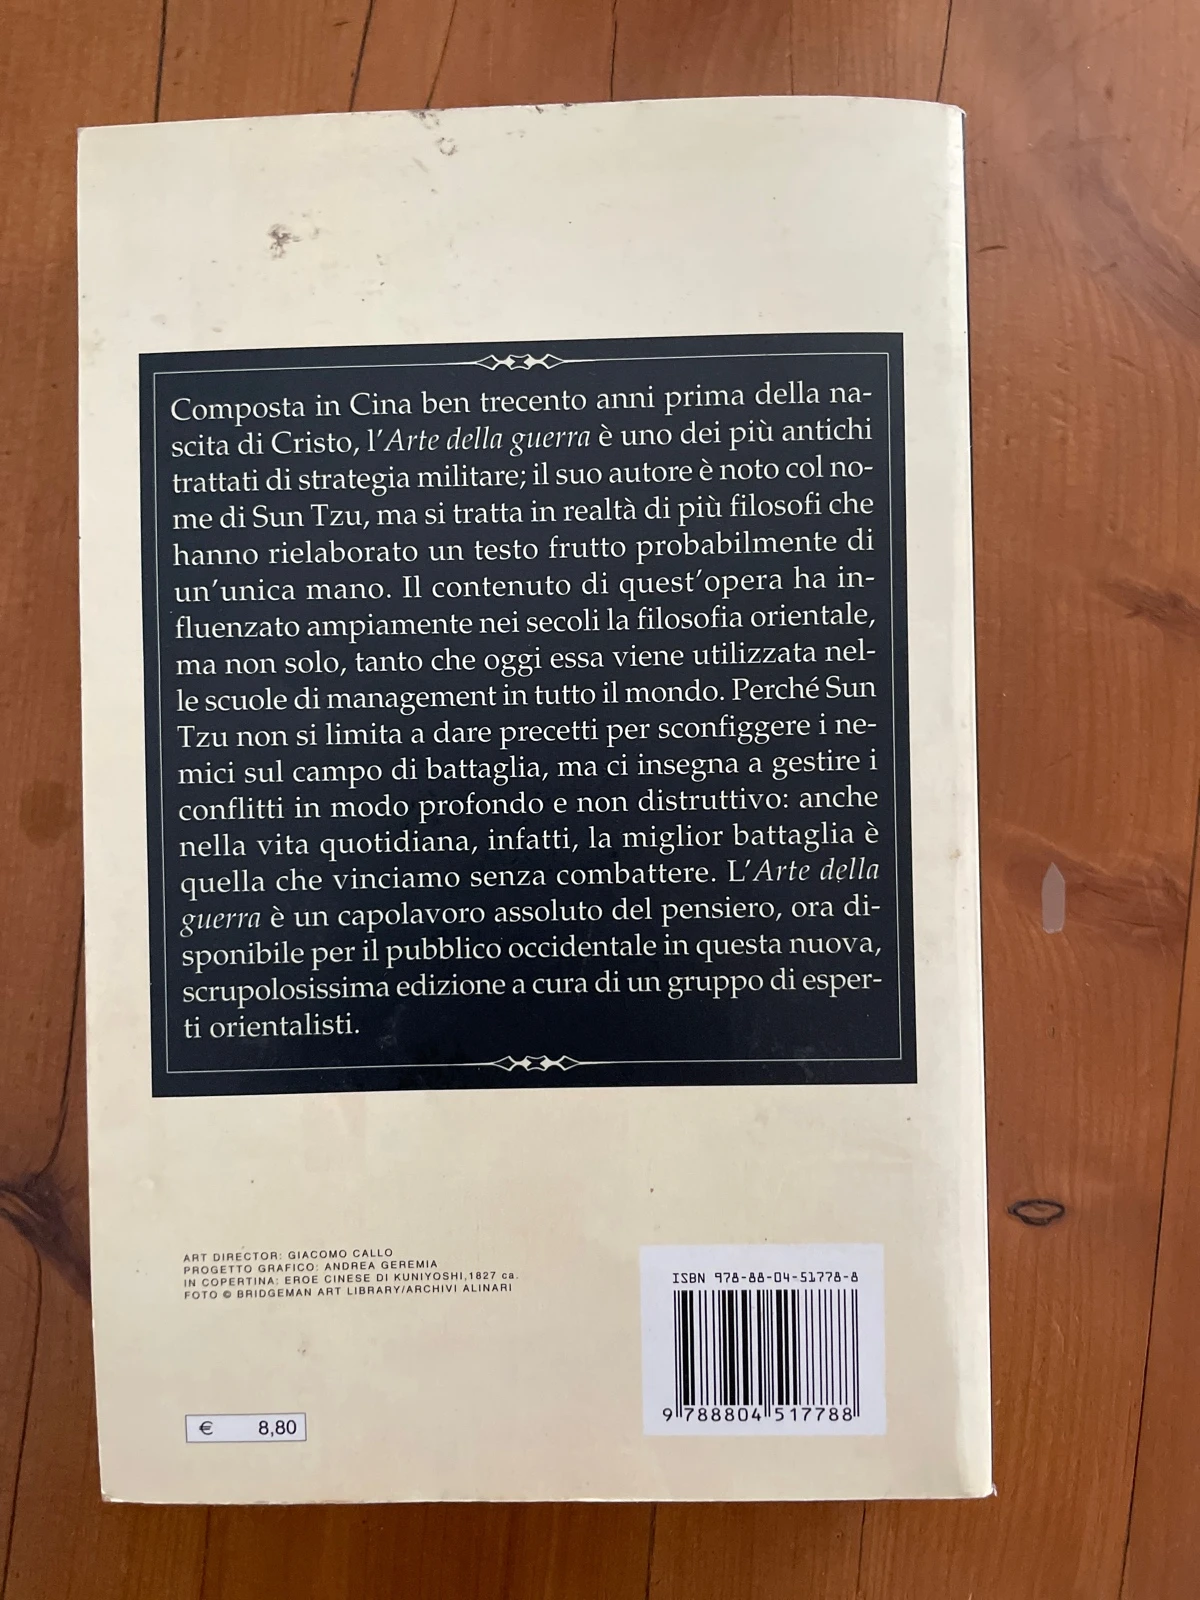 Composta in Cina ben trecento anni prima della na-
scita di Cristo, l'Arte della guerra è uno dei più antichi
trattati di strategia militare; il suo autore è noto col no-
me di Sun Tzu, ma si tratta in realtà di più filosofi che
hanno rielaborato un testo frutto probabilmente di
un'unica mano. Il contenuto di quest'opera ha in-
fluenzato ampiamente nei secoli la filosofia orientale,
ma non solo, tanto che oggi essa viene utilizzata nel-
le scuole di management in tutto il mondo. Perché Sun
Tzu non si limita a dare precetti per sconfiggere i ne-
mici sul campo di battaglia, ma ci insegna a gestire i
conflitti in modo profondo e non distruttivo: anche
nella vita quotidiana, infatti, la miglior battaglia è
quella che vinciamo senza combattere. L'Arte della
guerra è un capolavoro assoluto del pensiero, ora di-
sponibile per il pubblico occidentale in questa nuova,
scrupolosissima edizione a cura di un gruppo di esper-
ti orientalisti.
ART DIRECTOR: GIACOMO CALLO
PROGETTO GRAFICO: ANDREA GEREMIA
IN COPERTINA: EROE CINESE DI KUNIYOSHI,1827 ca.
FOTO © BRIDGEMAN ART LIBRARY/ARCHIVI ALINARI
ISBN 978-88-04-51778-8
9 788804 517788
€ 8,80